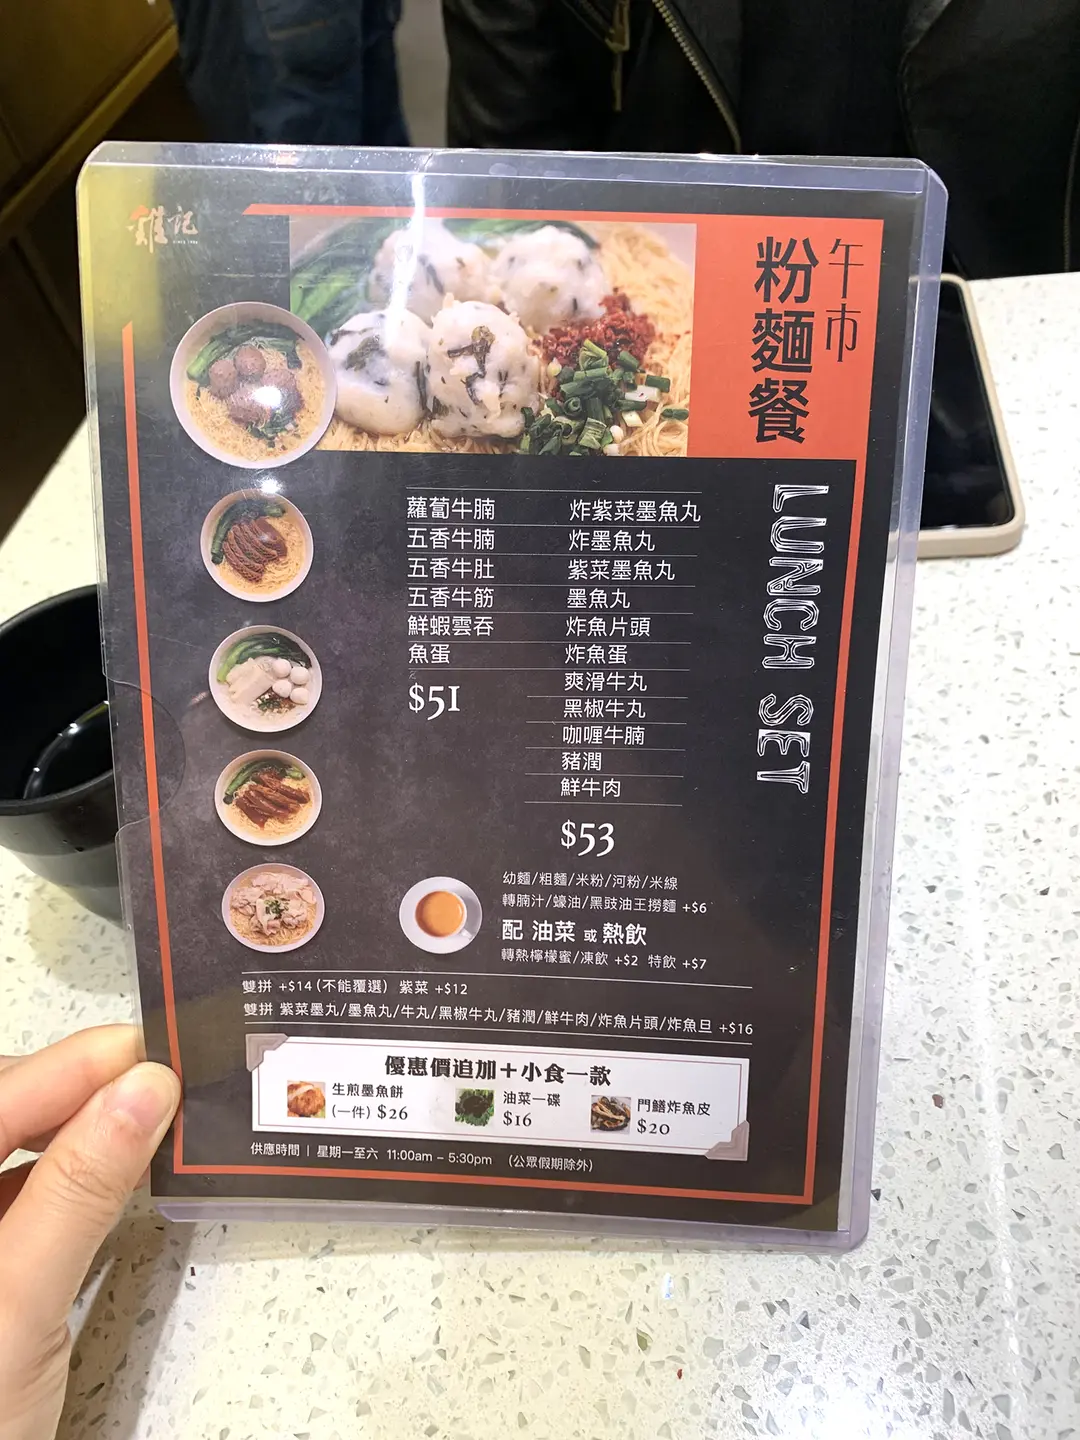 雞記
SINCE 1994
午市
粉麵餐
LUNCH SET
蘿蔔牛腩
五香牛腩
五香牛肚
五香牛筋
鮮蝦雲吞
魚蛋
$51
炸紫菜墨魚丸
炸墨魚丸
紫菜墨魚丸
墨魚丸
炸魚片頭
炸魚蛋
爽滑牛丸
黑椒牛丸
咖喱牛腩
豬潤
鮮牛肉
$53
幼麵/粗麵/米粉/河粉/米線
轉腩汁/蠔油/黑豉油王撈麵 +$6
配 油菜 或 熱飲
轉熱檸檬蜜/凍飲 +$2 特飲 +$7
雙拼 +$14 (不能覆選) 紫菜 +$12
雙拼 紫菜墨丸/墨魚丸/牛丸/黑椒牛丸/豬潤/鮮牛肉/炸魚片頭/炸魚旦 +$16
優惠價追加+小食一款
生煎墨魚餅
(一件) $26
油菜一碟
$16
門鱔炸魚皮
$20
供應時間 | 星期一至六 11:00am – 5:30pm (公眾假期除外)